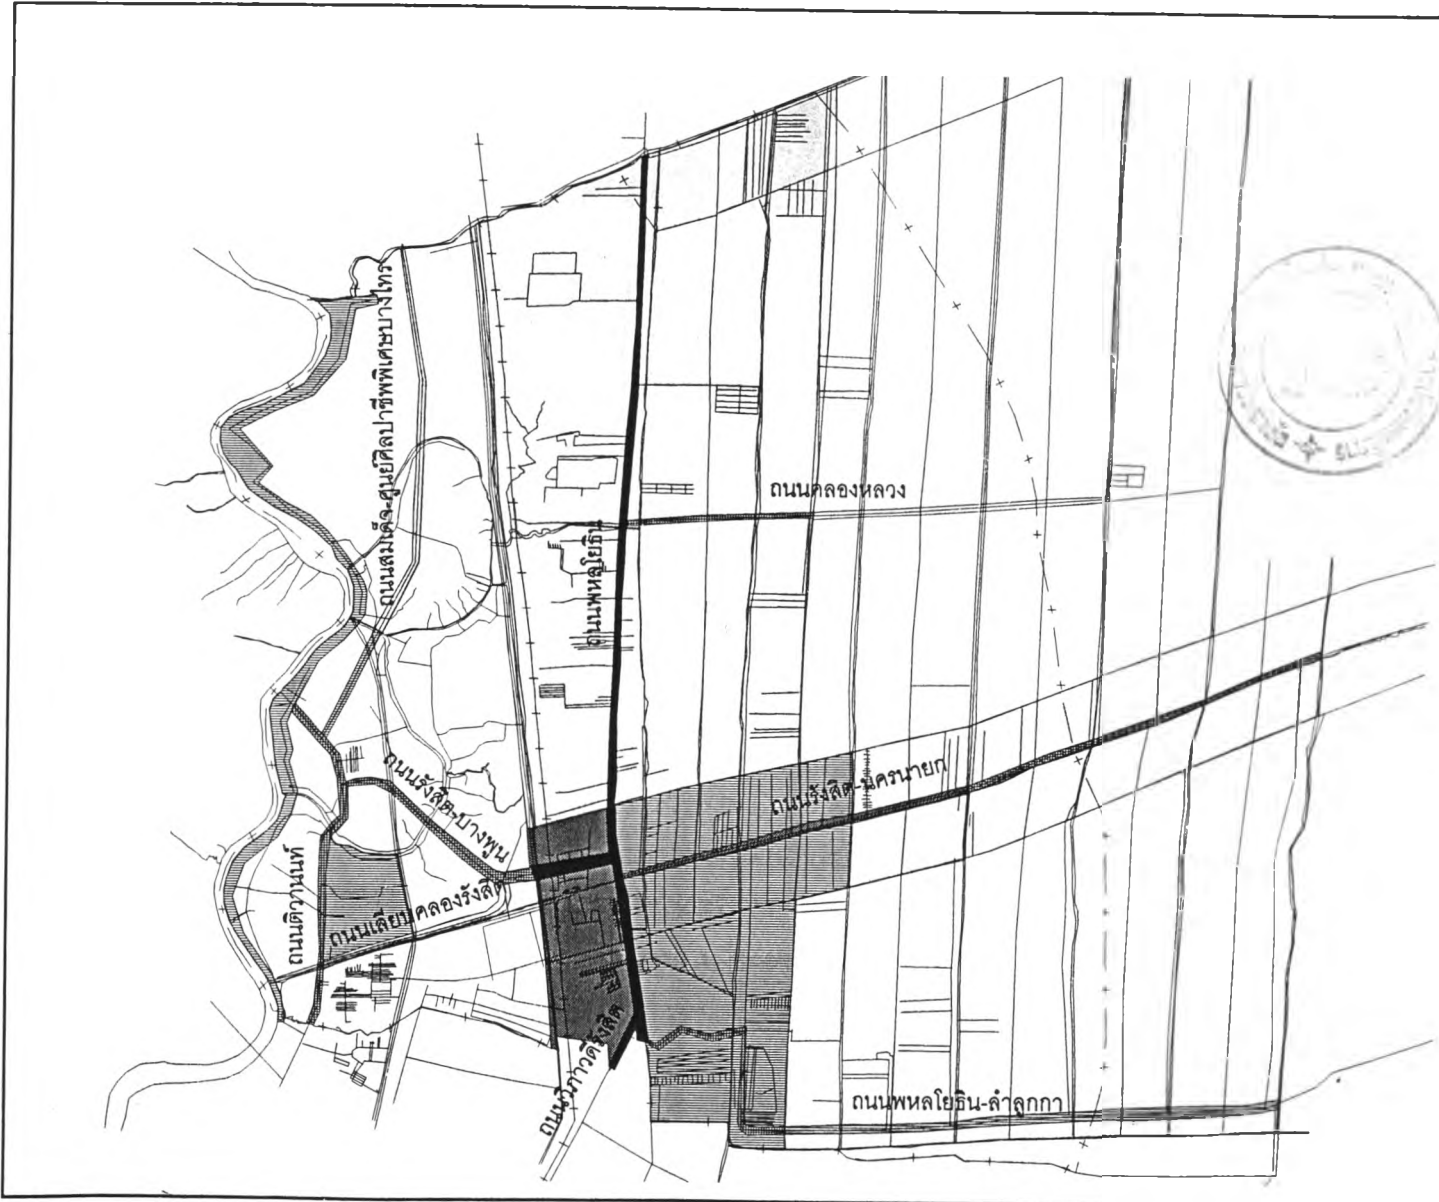 ถนนสมเด็จ-ศูนย์ศิลปาชีพพิเศษบางไทร
ถนนคลองหลวง
ถนนพหลโยธิน
ถนนรังสิต-บางพูน
ถนนรังสิต-นครนายก
ถนนติวานนท์
ถนนเลียบคลองรังสิต
ถนนวิภาวดีรังสิต
ถนนพหลโยธิน-ลำลูกกา